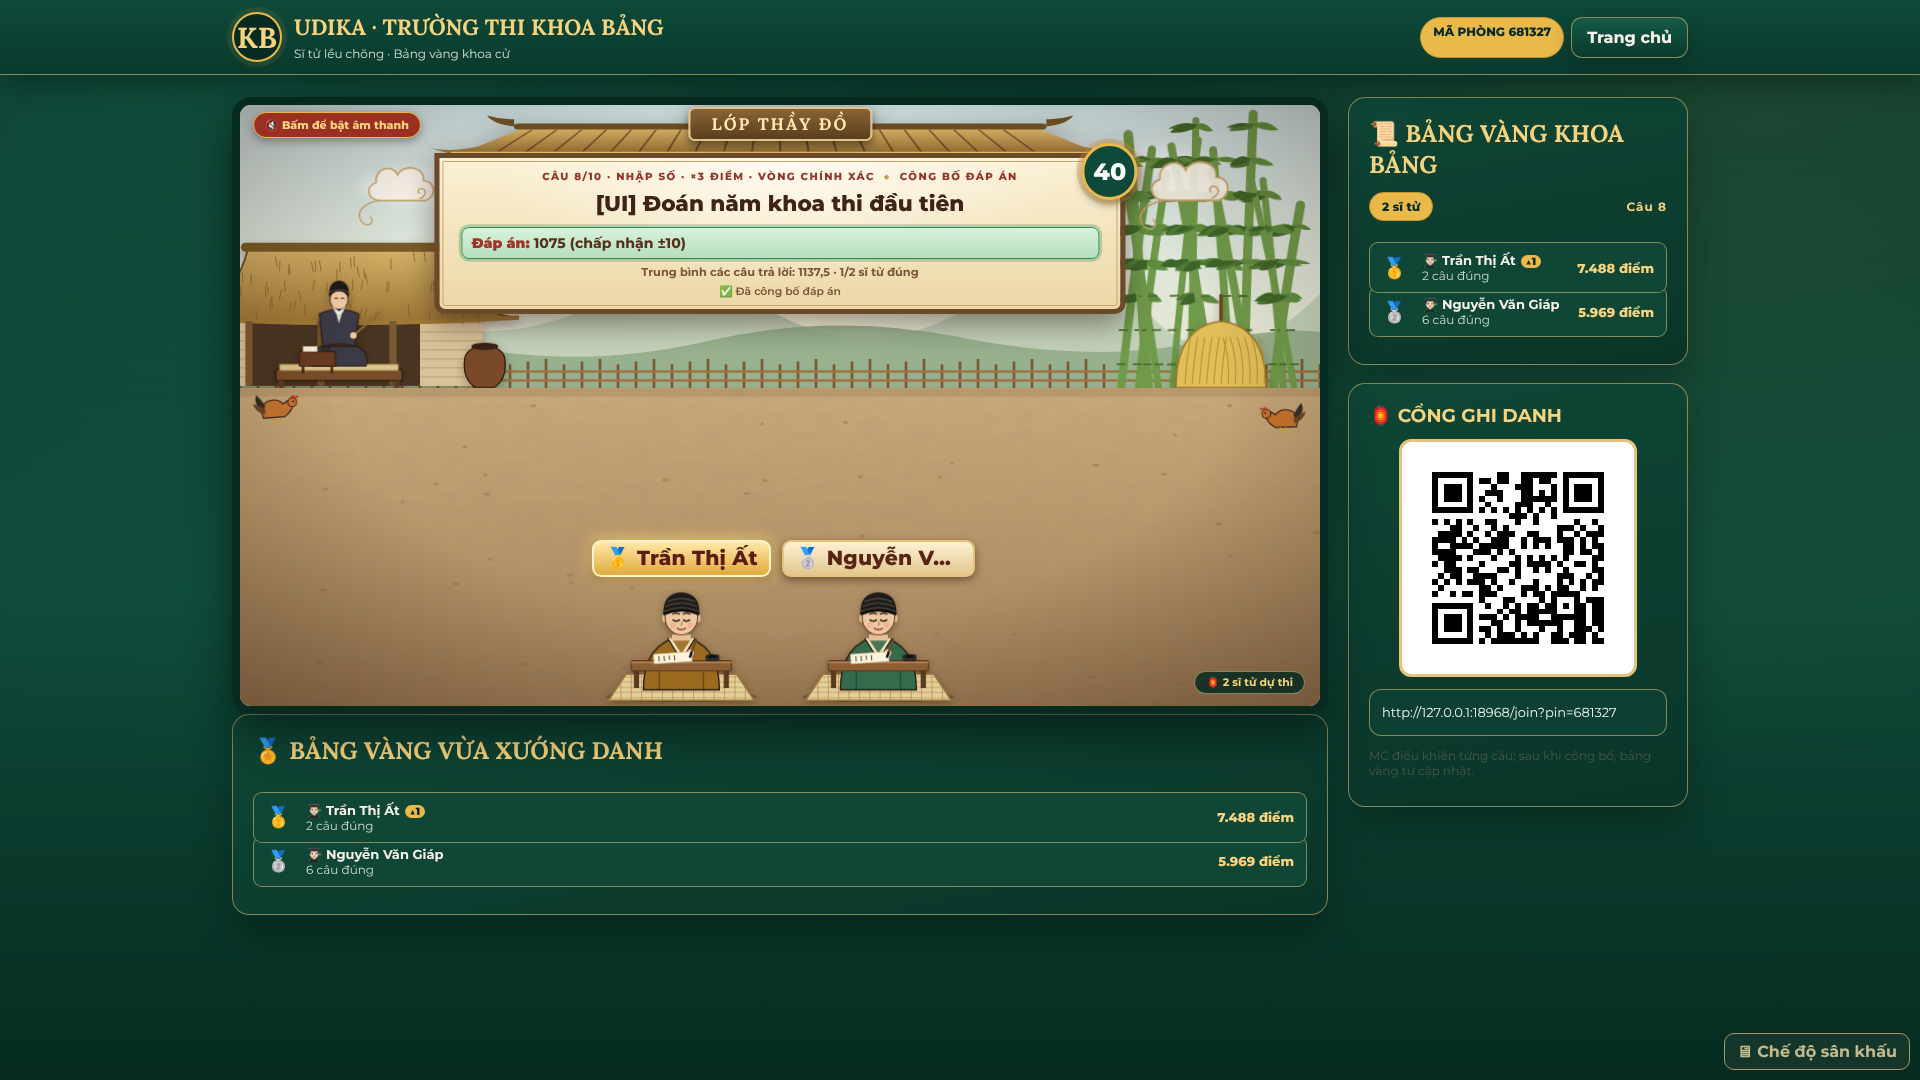 KB
UDIKA · TRƯỜNG THI KHOA BẢNG
Sĩ tử lều chõng · Bảng vàng khoa cử
MÃ PHÒNG 681327
Trang chủ
🔇 Bấm để bật âm thanh
LỚP THẦY ĐỒ
40
CÂU 8/10 · NHẬP SỐ · ×3 ĐIỂM · VÒNG CHÍNH XÁC ◆ CÔNG BỐ ĐÁP ÁN
[UI] Đoán năm khoa thi đầu tiên
Đáp án: 1075 (chấp nhận ±10)
Trung bình các câu trả lời: 1137,5 · 1/2 sĩ tử đúng
✅ Đã công bố đáp án
🥇 Trần Thị Ất
🥈 Nguyễn V...
🏮 2 sĩ tử dự thi
🏅 BẢNG VÀNG VỪA XƯỚNG DANH
Trần Thị Ất ▲1
2 câu đúng
7.488 điểm
Nguyễn Văn Giáp
6 câu đúng
5.969 điểm
📜 BẢNG VÀNG KHOA
BẢNG
2 sĩ tử
Câu 8
Trần Thị Ất ▲1
2 câu đúng
7.488 điểm
Nguyễn Văn Giáp
6 câu đúng
5.969 điểm
🏮 CỔNG GHI DANH
http://127.0.0.1:18968/join?pin=681327
MC điều khiển từng câu; sau khi công bố, bảng
vàng tự cập nhật.
🖥 Chế độ sân khấu